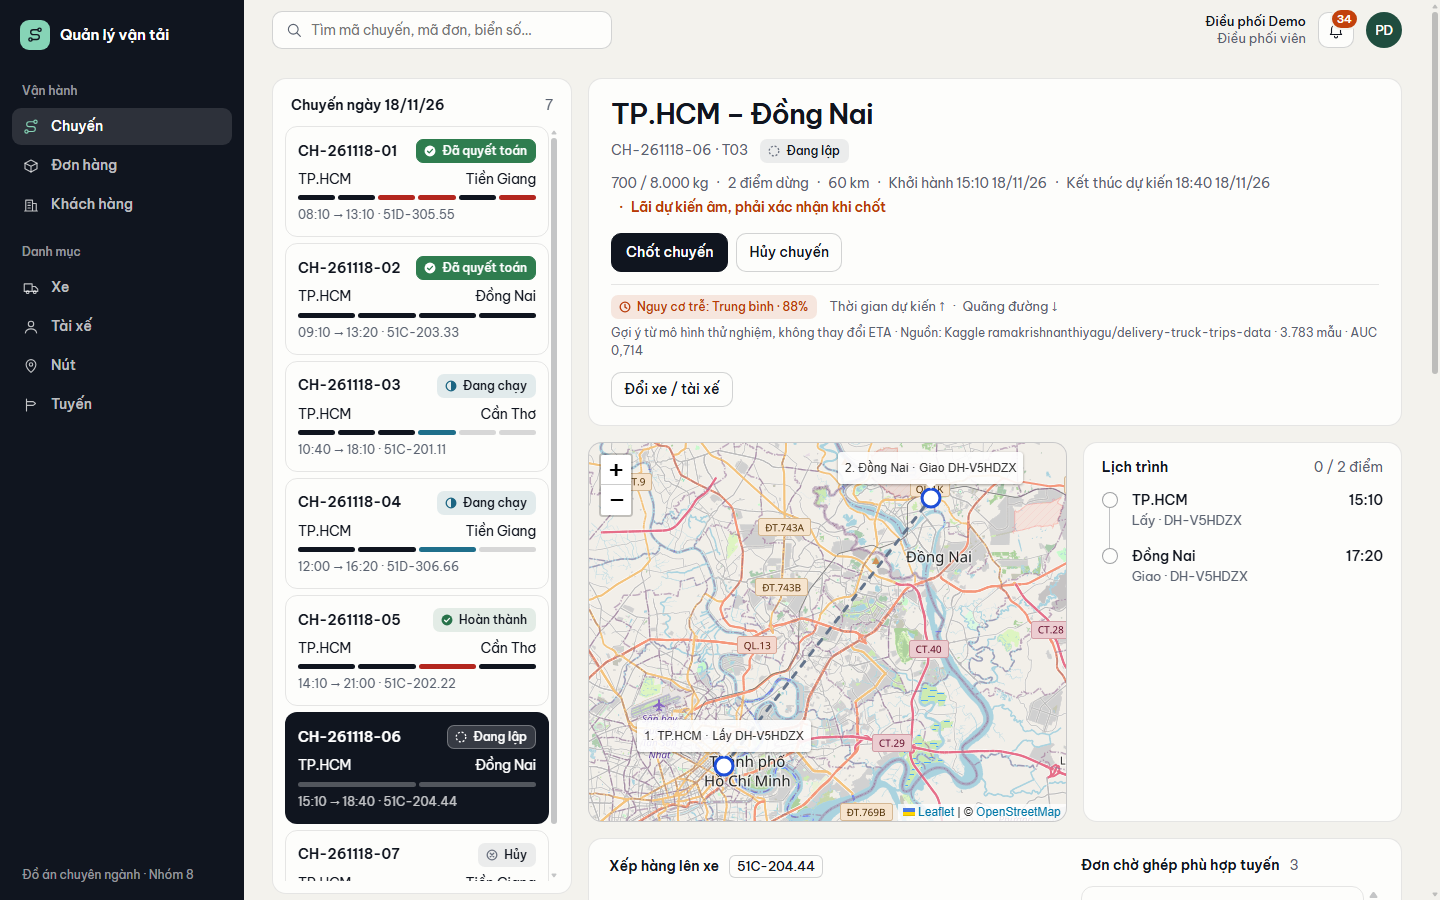 Quản lý vận tải
Vận hành
Chuyến
Đơn hàng
Khách hàng
Danh mục
Xe
Tài xế
Nút
Tuyến
Đồ án chuyên ngành · Nhóm 8
Tìm mã chuyến, mã đơn, biển số...
Điều phối Demo
Điều phối viên
34
PD
Chuyến ngày 18/11/26 7
CH-261118-01 Đã quyết toán
TP.HCM Tiền Giang
08:10 → 13:10 · 51D-305.55
CH-261118-02 Đã quyết toán
TP.HCM Đồng Nai
09:10 → 13:20 · 51C-203.33
CH-261118-03 Đang chạy
TP.HCM Cần Thơ
10:40 → 18:10 · 51C-201.11
CH-261118-04 Đang chạy
TP.HCM Tiền Giang
12:00 → 16:20 · 51D-306.66
CH-261118-05 Hoàn thành
TP.HCM Cần Thơ
14:10 → 21:00 · 51C-202.22
CH-261118-06 Đang lập
TP.HCM Đồng Nai
15:10 → 18:40 · 51C-204.44
CH-261118-07 Hủy
TP.HCM Tiền Giang
TP.HCM – Đồng Nai
CH-261118-06 · T03 Đang lập
700 / 8.000 kg · 2 điểm dừng · 60 km · Khởi hành 15:10 18/11/26 · Kết thúc dự kiến 18:40 18/11/26
· Lãi dự kiến âm, phải xác nhận khi chốt
Chốt chuyến Hủy chuyến
Nguy cơ trễ: Trung bình · 88% Thời gian dự kiến ↑ · Quãng đường ↓
Gợi ý từ mô hình thử nghiệm, không thay đổi ETA · Nguồn: Kaggle ramakrishnanthiyagu/delivery-truck-trips-data · 3.783 mẫu · AUC
0,714
Đổi xe / tài xế
+
−
T.9
2. Đồng Nai · Giao DH-V5HDZX
ĐT.743A
Đồng Nai
ĐT.743B
CT.28
QL.13
CT.40
1. TP.HCM · Lấy DH-V5HDZX
CT.29
Nhất
Thành phố
Hồ Chí Minh
ĐT.769B
Leaflet | © OpenStreetMap
Lịch trình 0 / 2 điểm
TP.HCM 15:10
Lấy · DH-V5HDZX
Đồng Nai 17:20
Giao · DH-V5HDZX
Xếp hàng lên xe 51C-204.44
Đơn chờ ghép phù hợp tuyến 3